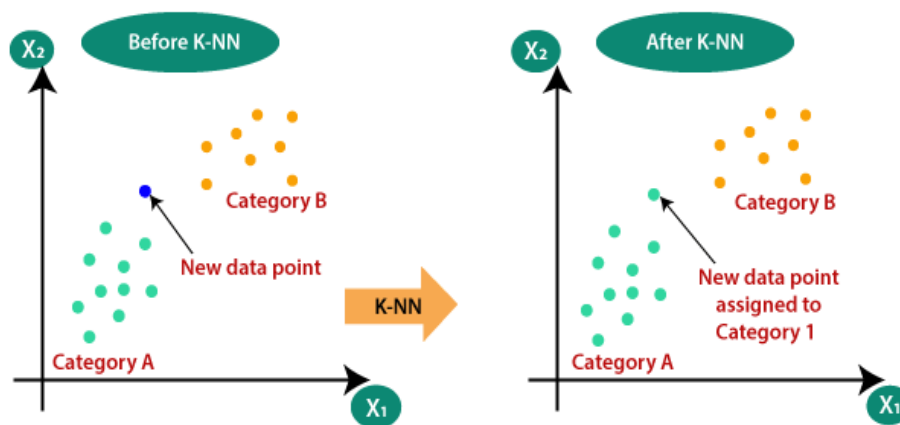 X₂
Before K-NN
Category B
New data point
Category A
X₁
K-NN
X₂
After K-NN
Category B
New data point
assigned to
Category 1
Category A
X₁